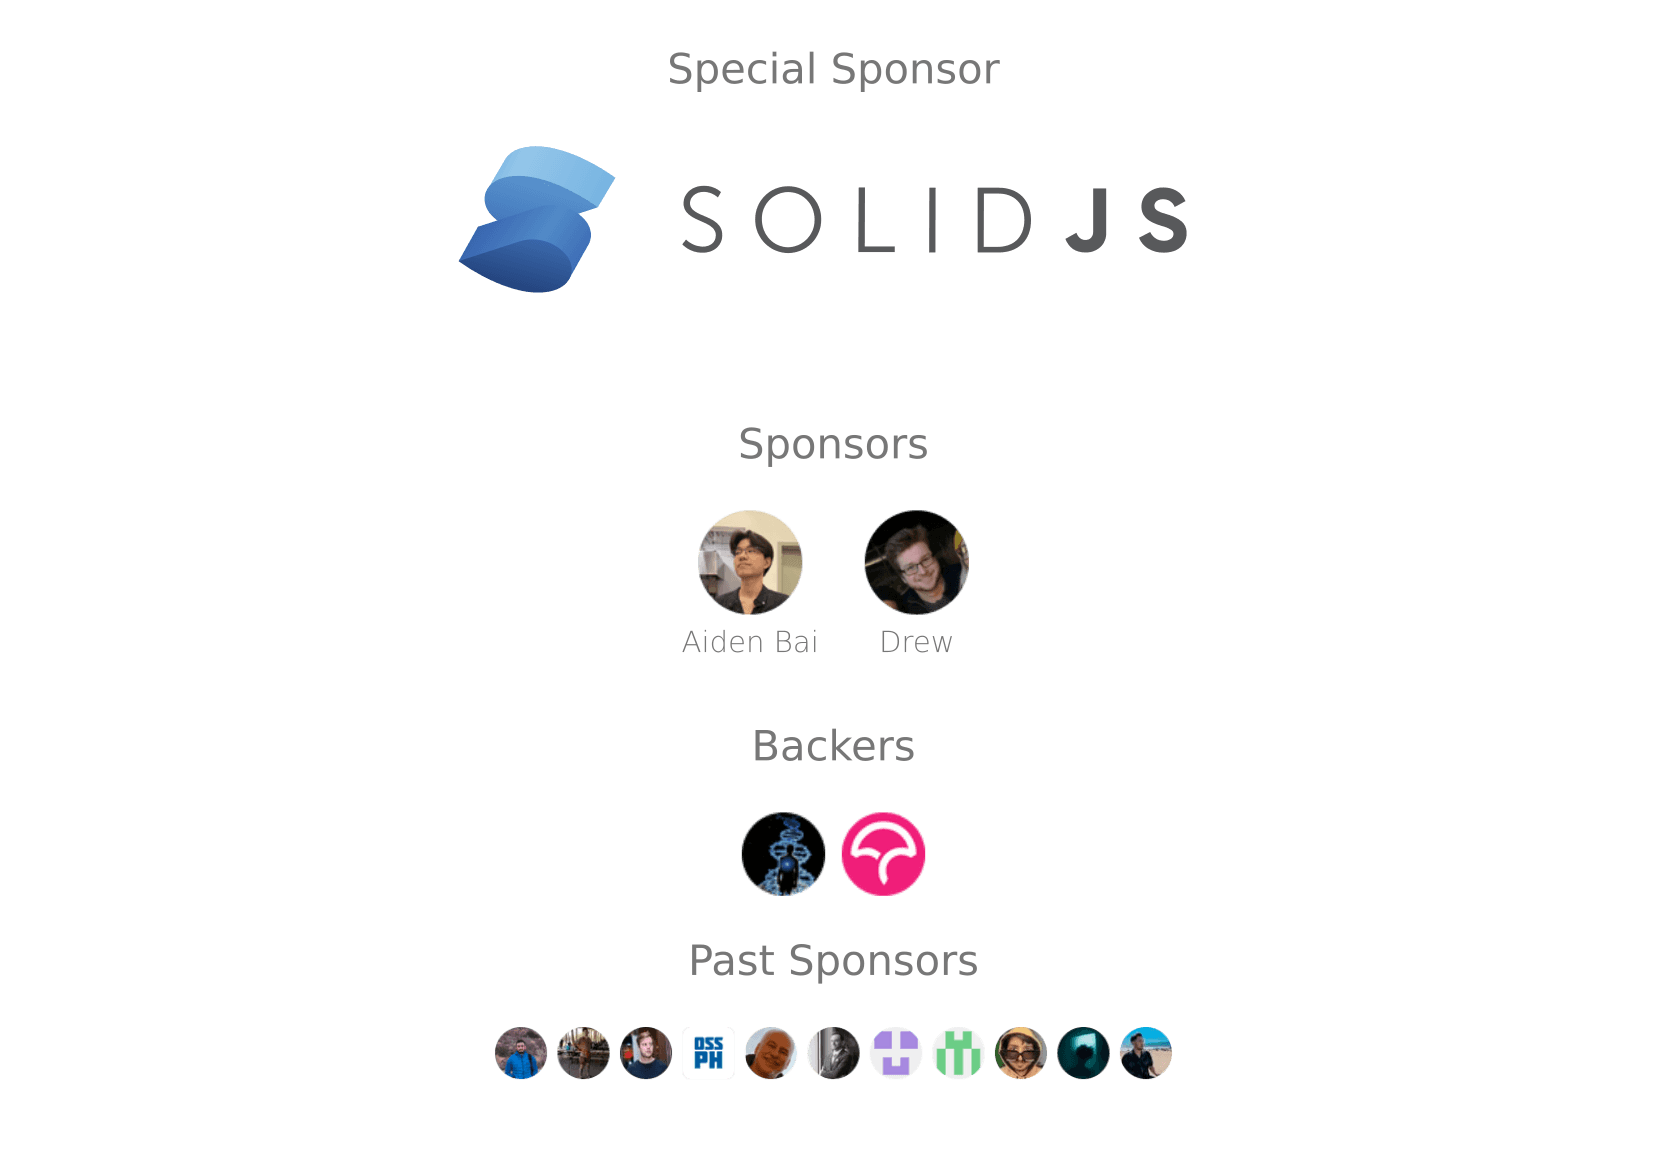 Special Sponsor
SOLIDJS
Sponsors
Aiden Bai
Drew
Backers
Past Sponsors
OSS
PH